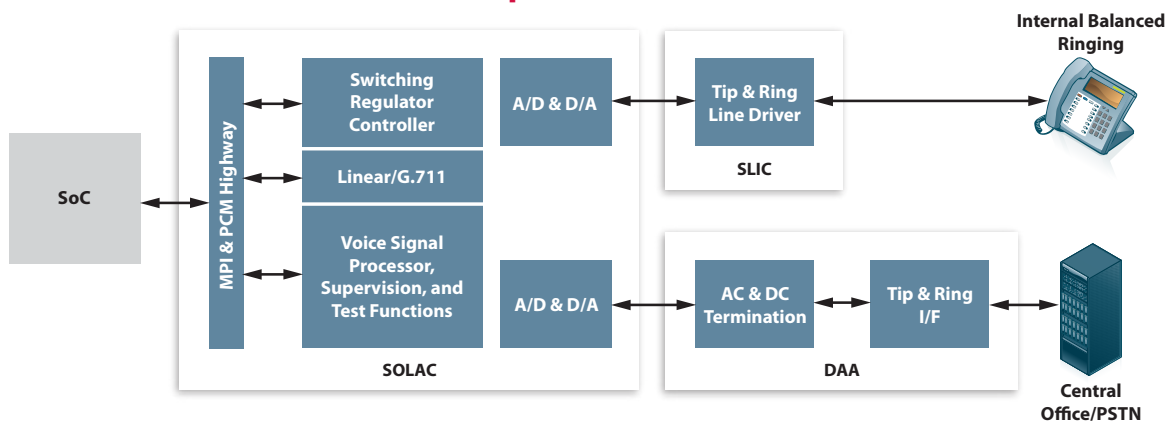 Internal Balanced
Ringing
SoC
MPI & PCM Highway
Switching
Regulator
Controller
Linear/G.711
Voice Signal
Processor,
Supervision, and
Test Functions
A/D & D/A
A/D & D/A
SOLAC
Tip & Ring
Line Driver
SLIC
AC & DC
Termination
Tip & Ring
I/F
DAA
Central
Office/PSTN